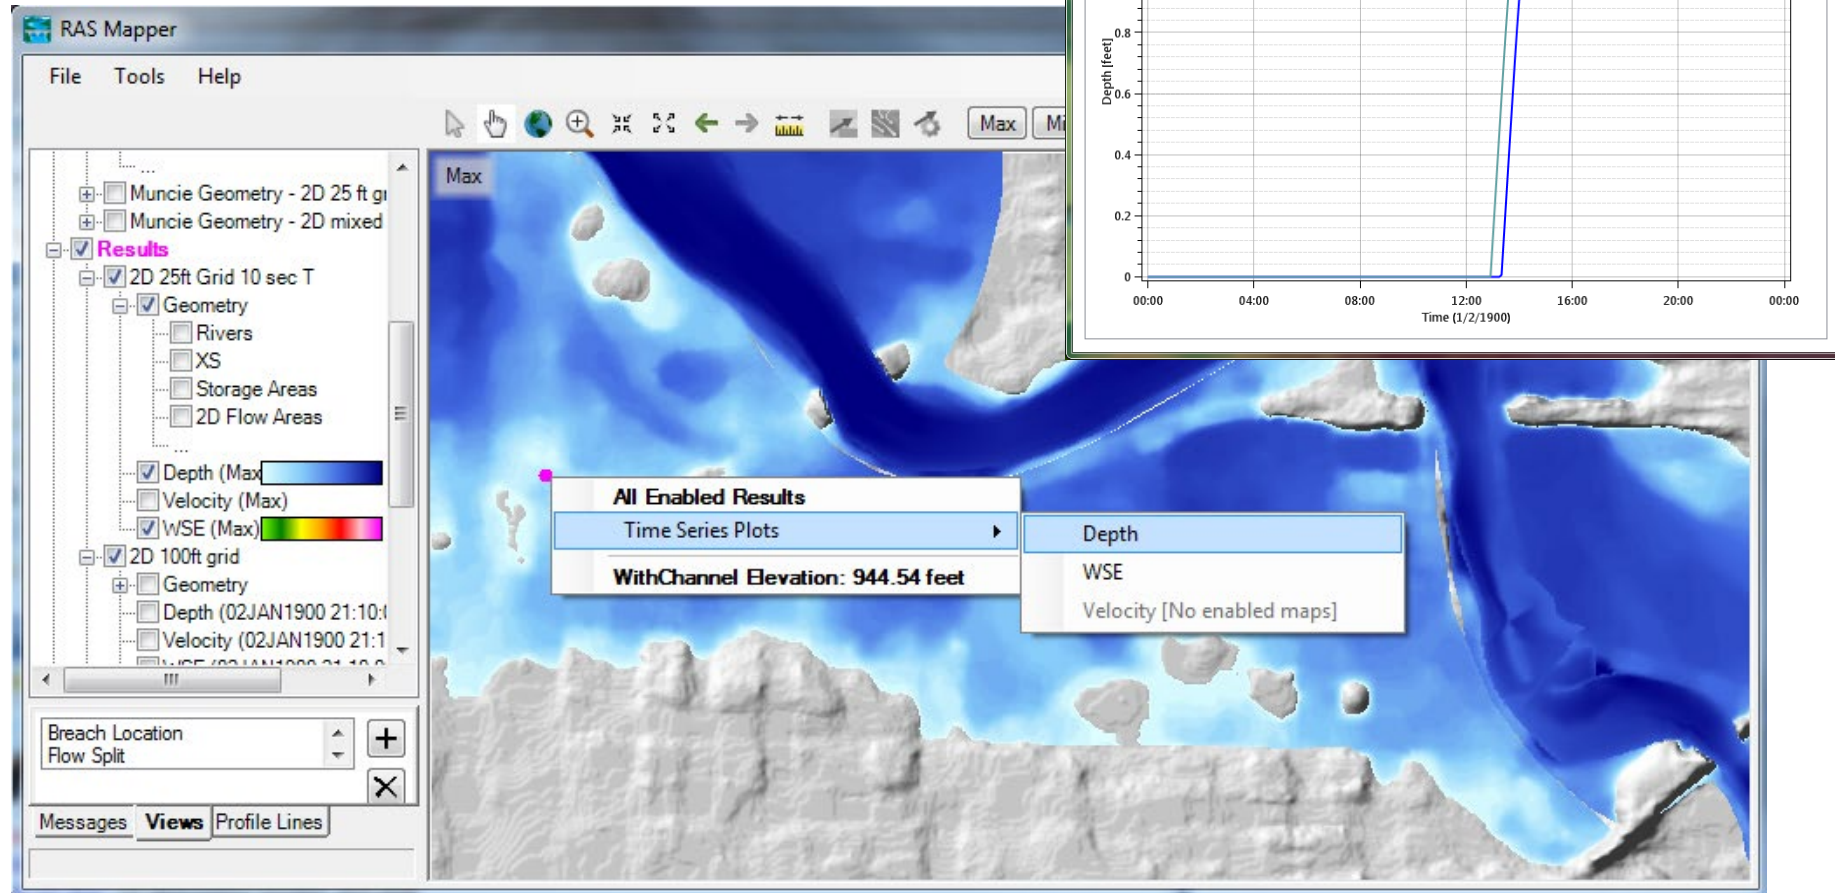 RAS Mapper
File Tools Help
Max
...
Muncie Geometry - 2D 25 ft
Muncie Geometry - 2D mixed
Results
2D 25ft Grid 10 sec T
Geometry
Rivers
XS
Storage Areas
2D Flow Areas
...
Depth (Max
Velocity (Max)
WSE (Max)
2D 100ft grid
Geometry
Depth (02JAN1900 21:10:
Velocity (02JAN1900 21:1
Breach Location
Flow Split
Messages Views Profile Lines
Max
All Enabled Results
Time Series Plots
WithChannel Elevation: 944.54 feet
Depth
WSE
Velocity [No enabled maps]
Depth [feet]
0.8
0.6
0.4
0.2
0
00:00 04:00 08:00 12:00 16:00 20:00 00:00
Time (1/2/1900)